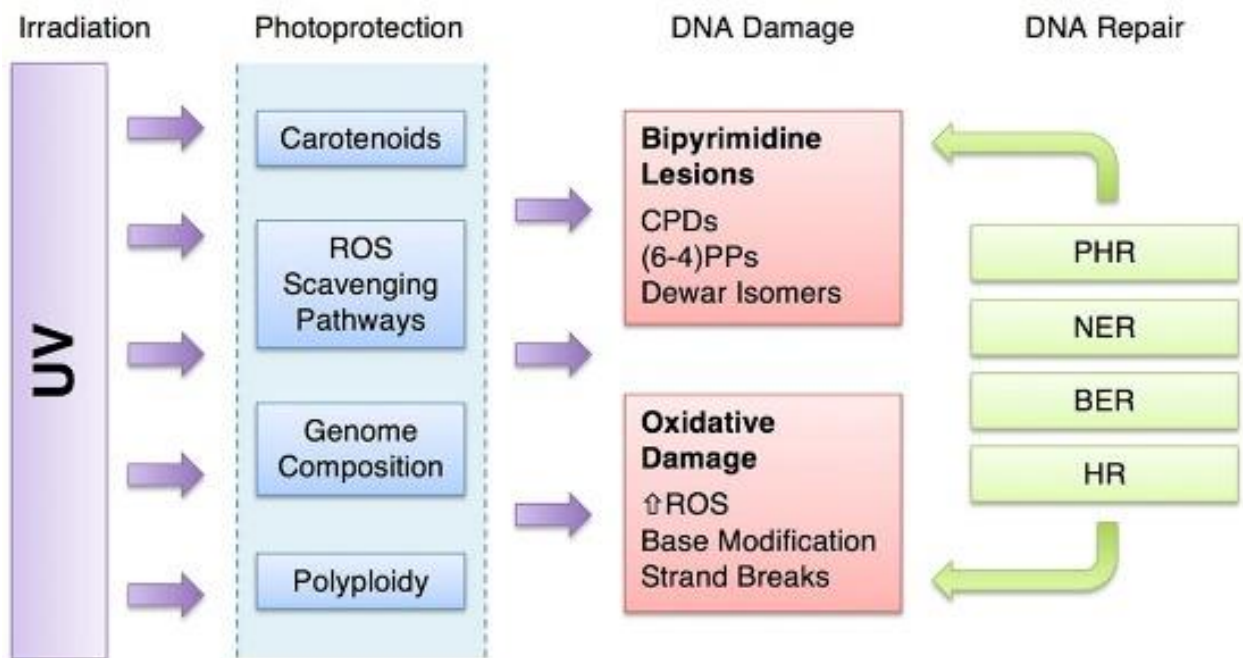 Irradiation
Photoprotection
DNA Damage
DNA Repair
UV
Carotenoids
ROS
Scavenging
Pathways
Genome
Composition
Polyploidy
Bipyrimidine
Lesions
CPDs
(6-4)PPs
Dewar Isomers
Oxidative
Damage
⇧ROS
Base Modification
Strand Breaks
PHR
NER
BER
HR